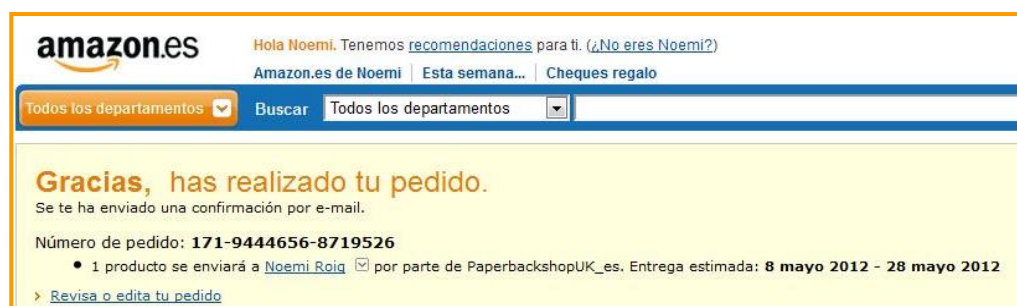 amazon.es
Hola Noemi. Tenemos recomendaciones para ti. (¿No eres Noemi?)
Amazon.es de Noemi | Esta semana... | Cheques regalo
Todos los departamentos Buscar Todos los departamentos
Gracias, has realizado tu pedido.
Se te ha enviado una confirmación por e-mail.
Número de pedido: 171-9444656-8719526
• 1 producto se enviará a Noemi Roig por parte de PaperbackshopUK_es. Entrega estimada: 8 mayo 2012 - 28 mayo 2012
› Revisa o edita tu pedido